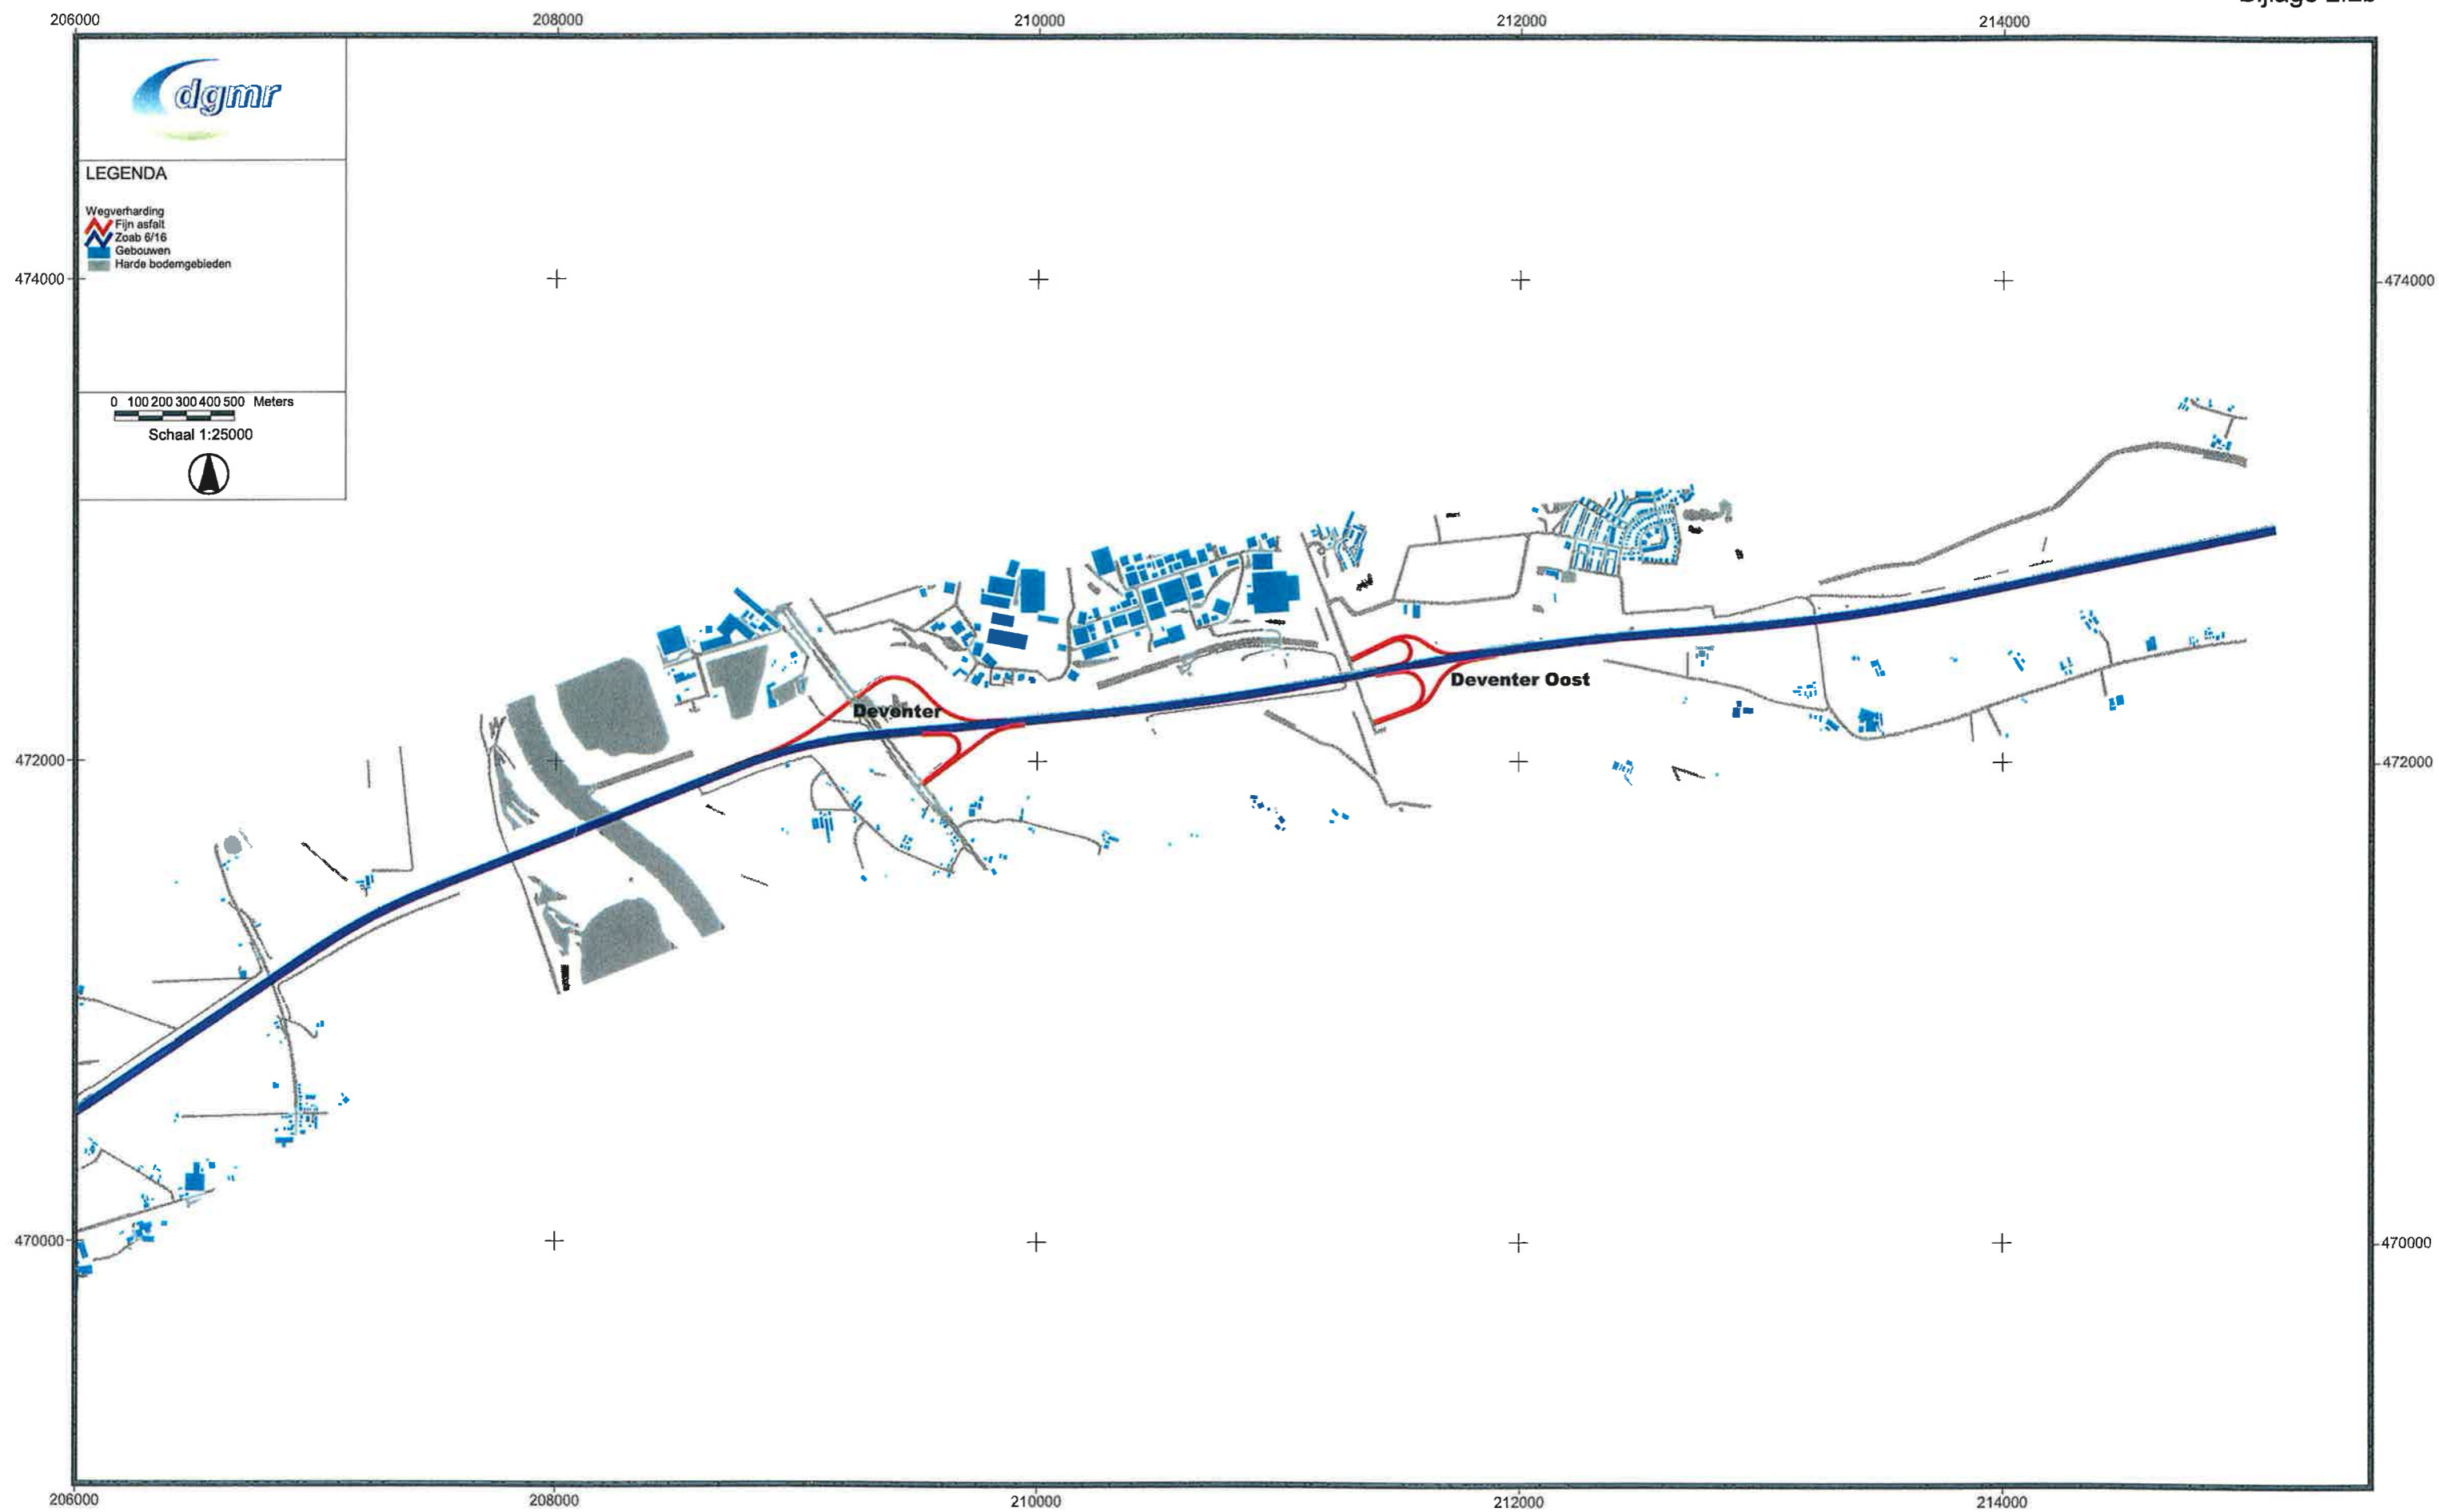 206000 208000 210000 212000 214000
dgmr
LEGENDA
Wegverharding
Fijn asfalt
Zoab 6/16
Gebouwen
Harde bodemgebieden
0 100 200 300 400 500 Meters
Schaal 1:25000
474000 474000
Deventer Oost
Deventer
472000 472000
470000 470000
206000 208000 210000 212000 214000